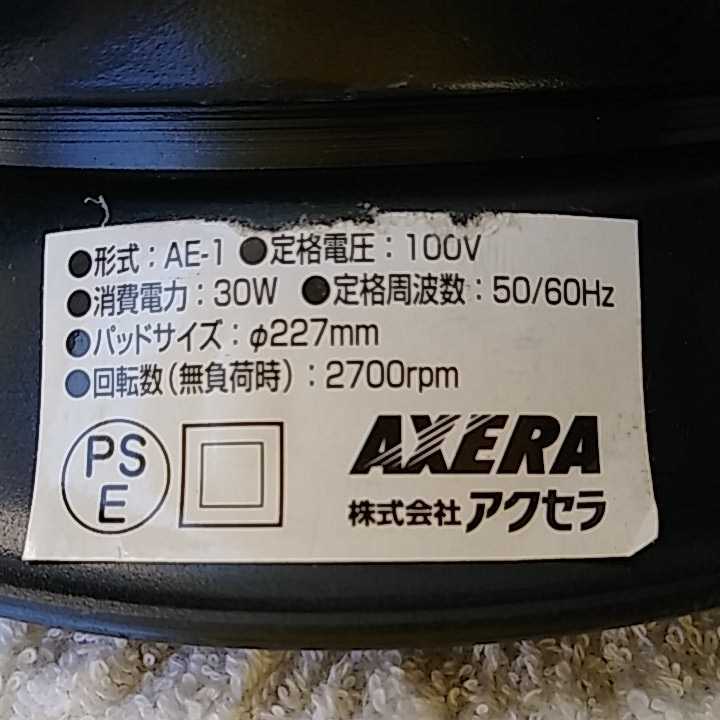 ●形式：AE-1 ●定格電圧：100V
●消費電力：30W ●定格周波数：50/60Hz
●パッドサイズ：φ227mm
●回転数(無負荷時)：2700rpm
PS
E
AXERA
株式会社アクセラ